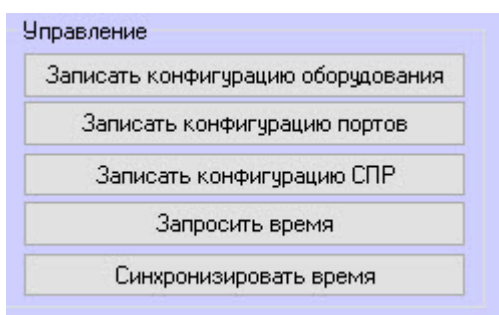 Управление
Записать конфигурацию оборудования
Записать конфигурацию портов
Записать конфигурацию СПР
Запросить время
Синхронизировать время